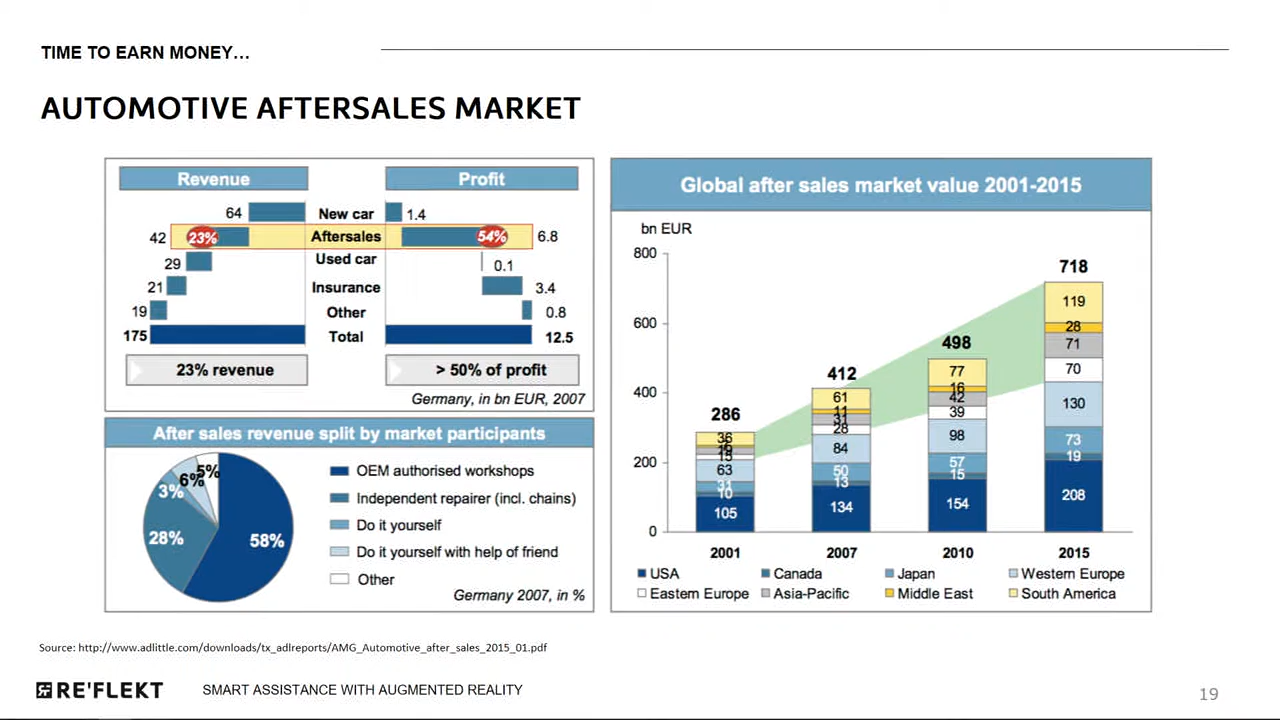 TIME TO EARN MONEY…
AUTOMOTIVE AFTERSALES MARKET
Revenue Profit
64 New car 1.4
42 23% Aftersales 54% 6.8
29 Used car 0.1
21 Insurance 3.4
19 Other 0.8
175 Total 12.5
23% revenue > 50% of profit
Germany, in bn EUR, 2007
After sales revenue split by market participants
5%
6%
3%
28%
58%
OEM authorised workshops
Independent repairer (incl. chains)
Do it yourself
Do it yourself with help of friend
Other
Germany 2007, in %
Global after sales market value 2001-2015
bn EUR
800
600
400
200
0
286
36
15
63
31
10
105
2001
412
61
11
31
28
84
50
13
134
2007
498
77
16
42
39
98
57
15
154
2010
718
119
28
71
70
130
73
19
208
2015
USA Canada Japan Western Europe
Eastern Europe Asia-Pacific Middle East South America
Source: http://www.adlittle.com/downloads/tx_adlreports/AMG_Automotive_after_sales_2015_01.pdf
RE'FLEKT SMART ASSISTANCE WITH AUGMENTED REALITY 19